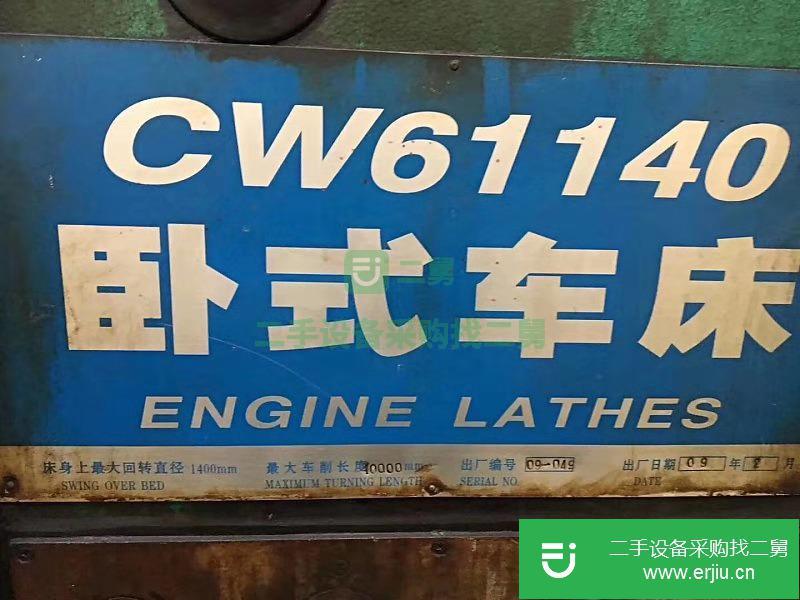 CW61140
卧式车床
二舅
二手设备采购找二舅
ENGINE LATHES
床身上最大回转直径 1400mm 最大车削长度 10000mm 出厂编号 09-049 出厂日期 09 年 2 月
SWING OVER BED MAXIMUM TURNING LENGTH SERIAL NO. DATE
二手设备采购找二舅
www.erjiu.cn